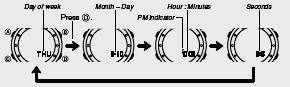 Day of week
Month – Day
Hour : Minutes
Seconds
Press Ⓓ.
PM indicator
Ⓐ
Ⓑ
THU
Ⓒ
Ⓓ